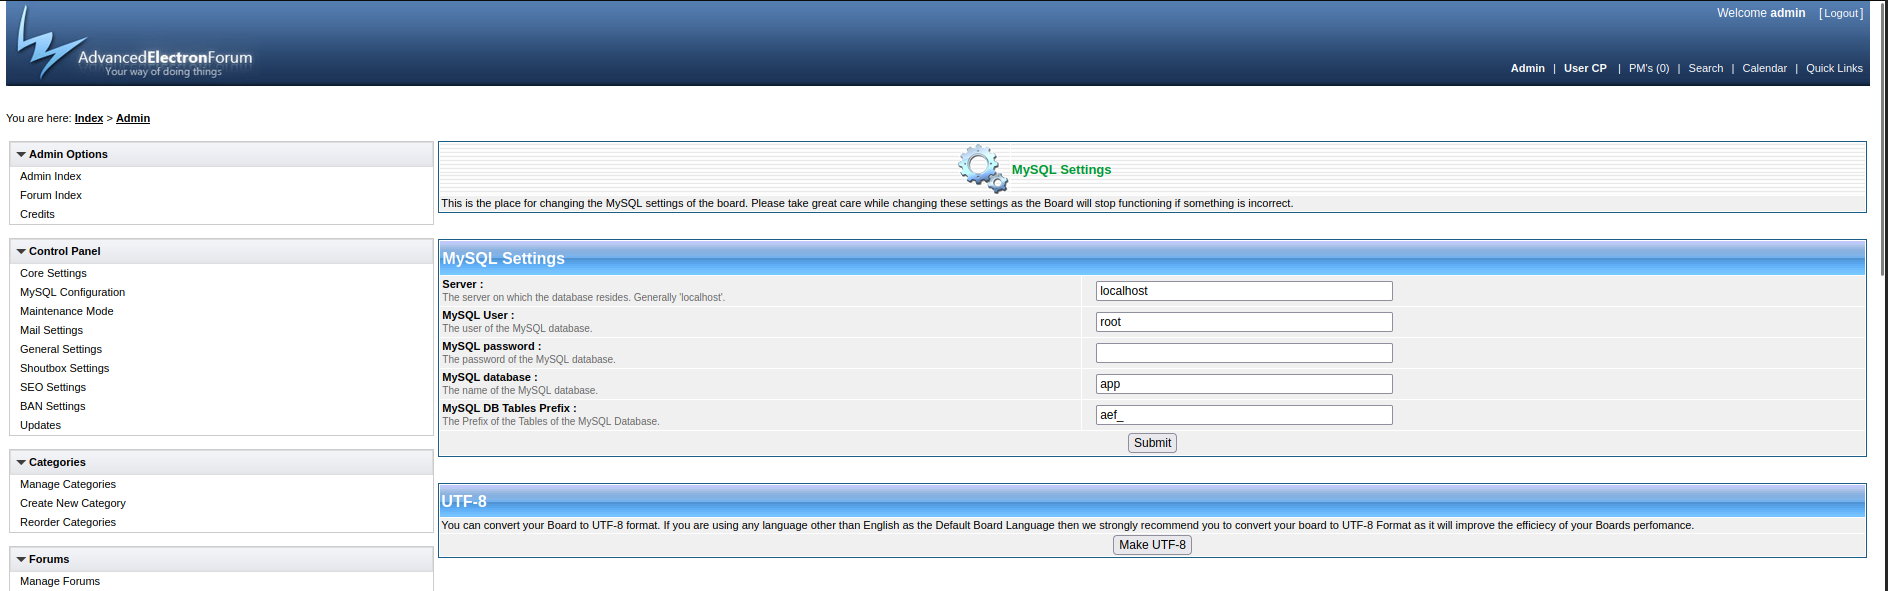 Welcome admin [Logout]
AdvancedElectronForum
Your way of doing things
Admin | User CP | PM's (0) | Search | Calendar | Quick Links
You are here: Index > Admin
Admin Options
Admin Index
Forum Index
Credits
Control Panel
Core Settings
MySQL Configuration
Maintenance Mode
Mail Settings
General Settings
Shoutbox Settings
SEO Settings
BAN Settings
Updates
Categories
Manage Categories
Create New Category
Reorder Categories
Forums
Manage Forums
MySQL Settings
This is the place for changing the MySQL settings of the board. Please take great care while changing these settings as the Board will stop functioning if something is incorrect.
MySQL Settings
Server :
The server on which the database resides. Generally 'localhost'.
localhost
MySQL User :
The user of the MySQL database.
root
MySQL password :
The password of the MySQL database.
MySQL database :
The name of the MySQL database.
app
MySQL DB Tables Prefix :
The Prefix of the Tables of the MySQL Database.
aef_
Submit
UTF-8
You can convert your Board to UTF-8 format. If you are using any language other than English as the Default Board Language then we strongly recommend you to convert your board to UTF-8 Format as it will improve the efficiecy of your Boards perfomance.
Make UTF-8